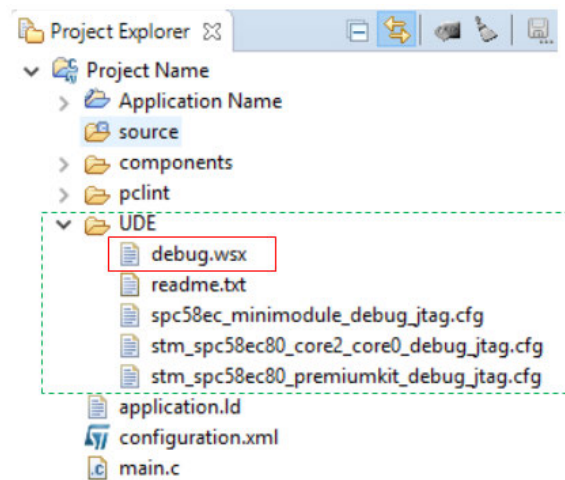 Project Explorer
Project Name
Application Name
source
components
pclint
UDE
debug.wsx
readme.txt
spc58ec_minimodule_debug_jtag.cfg
stm_spc58ec80_core2_core0_debug_jtag.cfg
stm_spc58ec80_premiumkit_debug_jtag.cfg
application.ld
configuration.xml
main.c